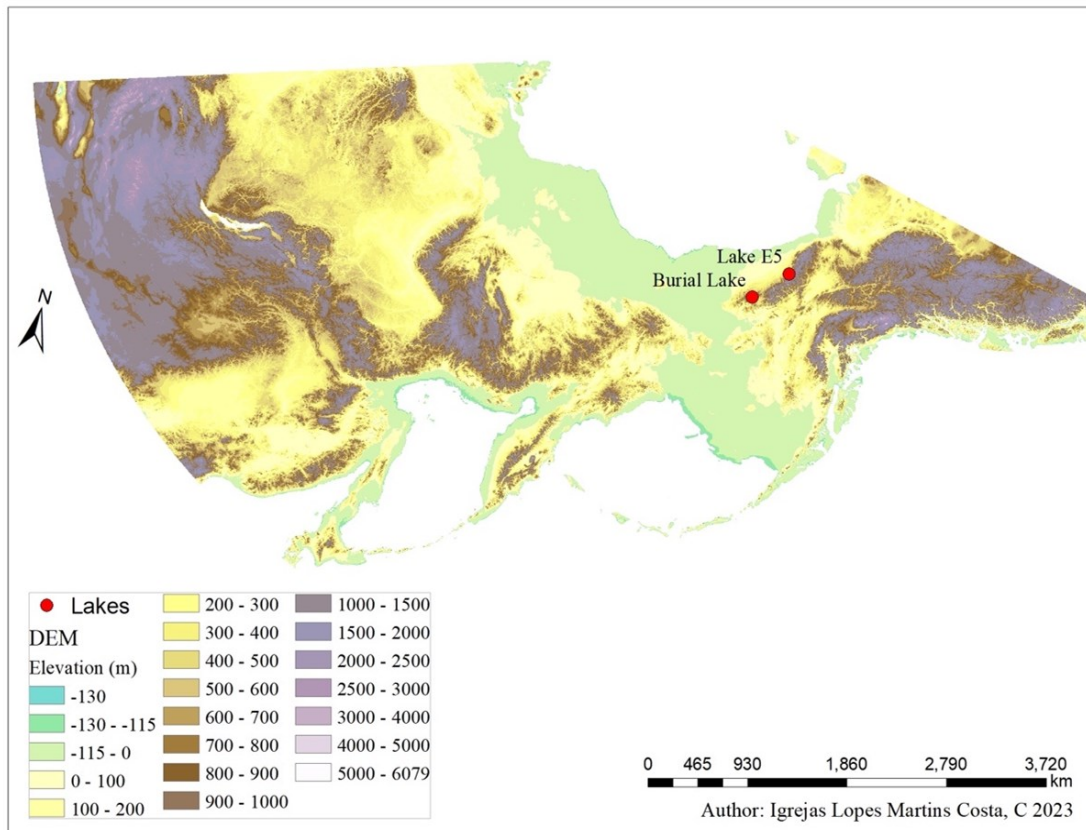 Lake E5
Burial Lake
N
Lakes
DEM
Elevation (m)
-130
-130 - -115
-115 - 0
0 - 100
100 - 200
200 - 300
300 - 400
400 - 500
500 - 600
600 - 700
700 - 800
800 - 900
900 - 1000
1000 - 1500
1500 - 2000
2000 - 2500
2500 - 3000
3000 - 4000
4000 - 5000
5000 - 6079
0 465 930 1,860 2,790 3,720
km
Author: Igrejas Lopes Martins Costa, C 2023